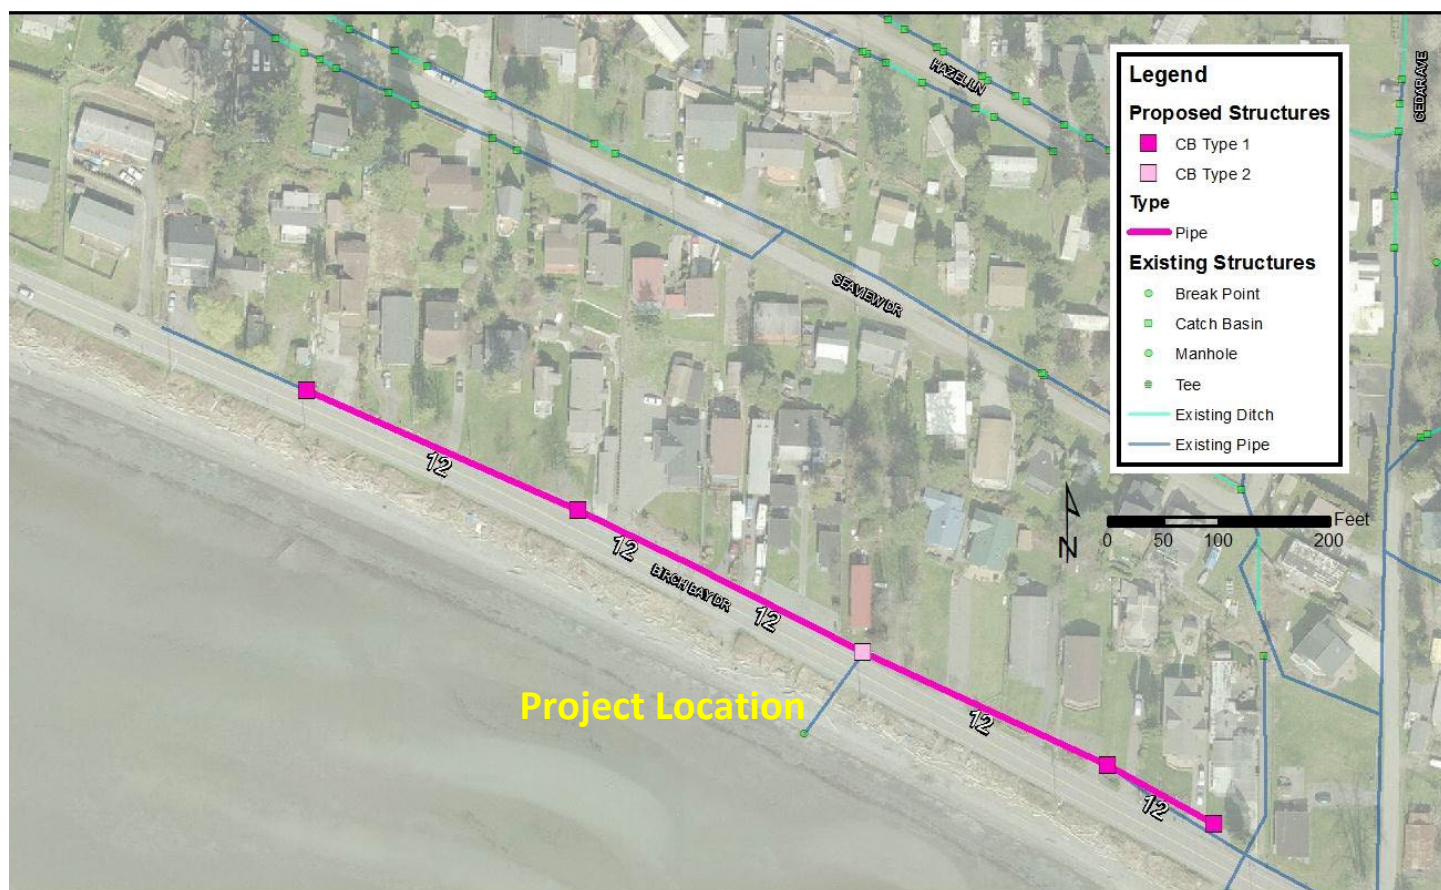 HAZEL LN
CEDAR AVE
Legend
Proposed Structures
CB Type 1
CB Type 2
Type
Pipe
Existing Structures
Break Point
Catch Basin
Manhole
Tee
Existing Ditch
Existing Pipe
SEAVIEW DR
12
12
BIRCH BAY DR
12
N
Feet
0 50 100 200
Project Location
12
12